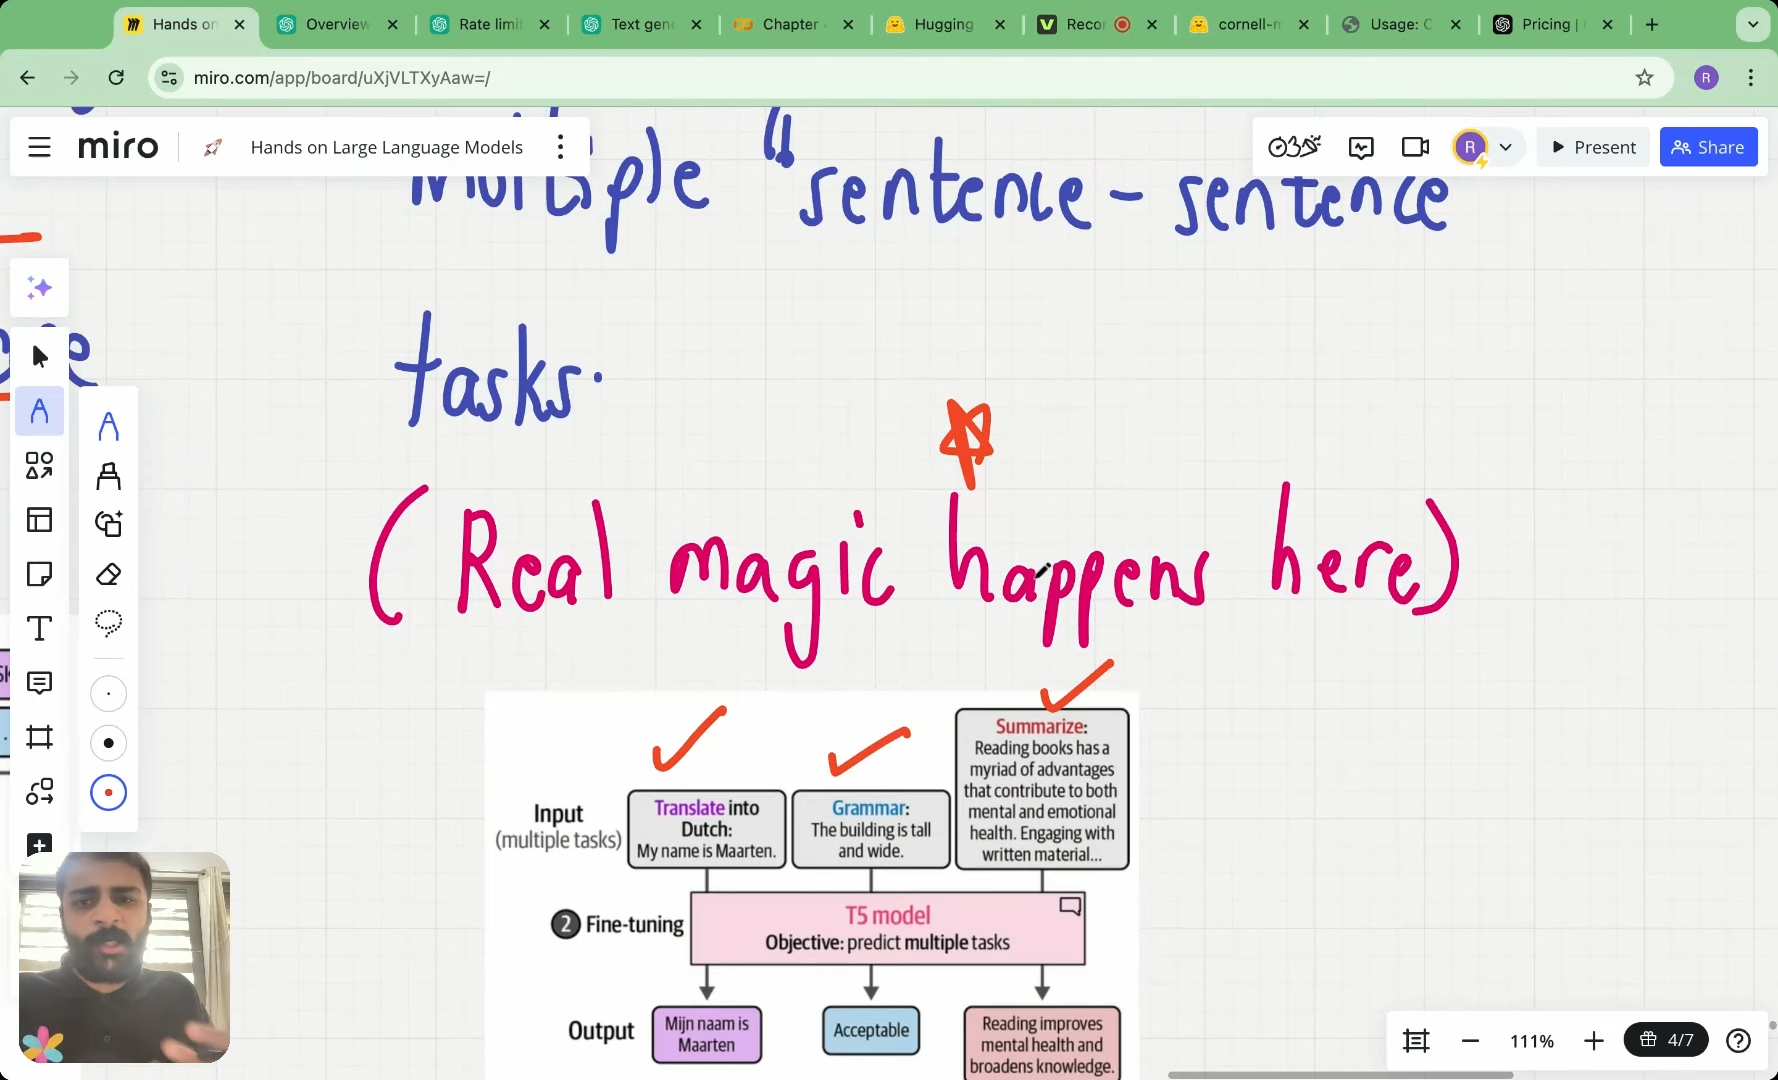 Hands on
Overview
Rate limit
Text gen
Chapter
Hugging
Reco
cornell-m
Usage: C
Pricing |
miro.com/app/board/uXjVLTXyAaw=/
R
miro
Hands on Large Language Models
R
Present
Share
Multiple "sentence - sentence
tasks.
(Real magic happens here)
Input
(multiple tasks)
Translate into
Dutch:
My name is Maarten.
Grammar:
The building is tall
and wide.
Summarize:
Reading books has a
myriad of advantages
that contribute to both
mental and emotional
health. Engaging with
written material...
2 Fine-tuning
T5 model
Objective: predict multiple tasks
Output
Mijn naam is
Maarten
Acceptable
Reading improves
mental health and
broadens knowledge.
111%
4/7